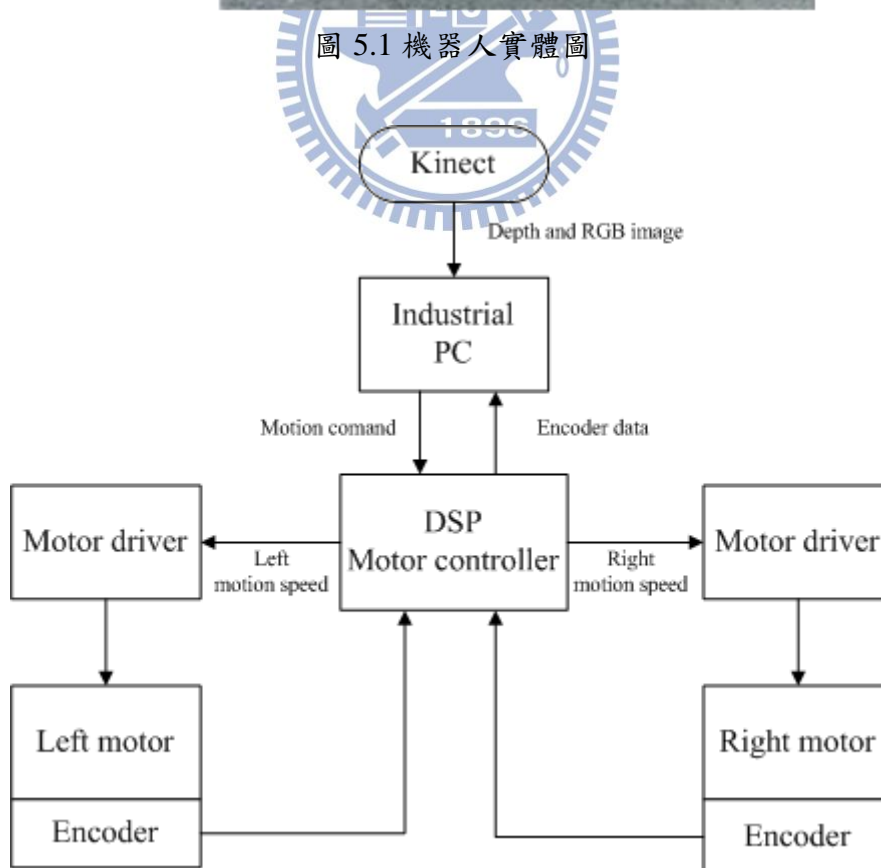 圖 5.1 機器人實體圖
1896
Kinect
Depth and RGB image
Industrial
PC
Motion comand
Encoder data
Motor driver
Left
motion speed
DSP
Motor controller
Right
motion speed
Motor driver
Left motor
Encoder
Right motor
Encoder